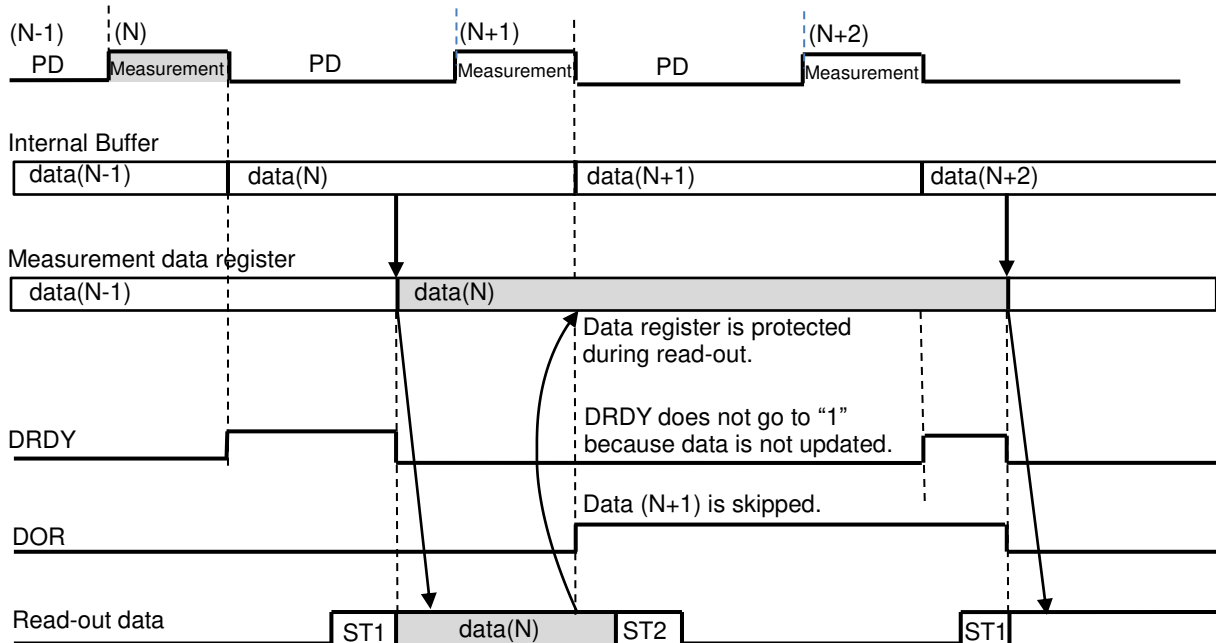 (N-1) (N) (N+1) (N+2)
PD Measurement PD Measurement PD Measurement
Internal Buffer
data(N-1) data(N) data(N+1) data(N+2)
Measurement data register
data(N-1) data(N)
Data register is protected
during read-out.
DRDY does not go to “1”
DRDY because data is not updated.
Data (N+1) is skipped.
DOR
Read-out data ST1 data(N) ST2 ST1